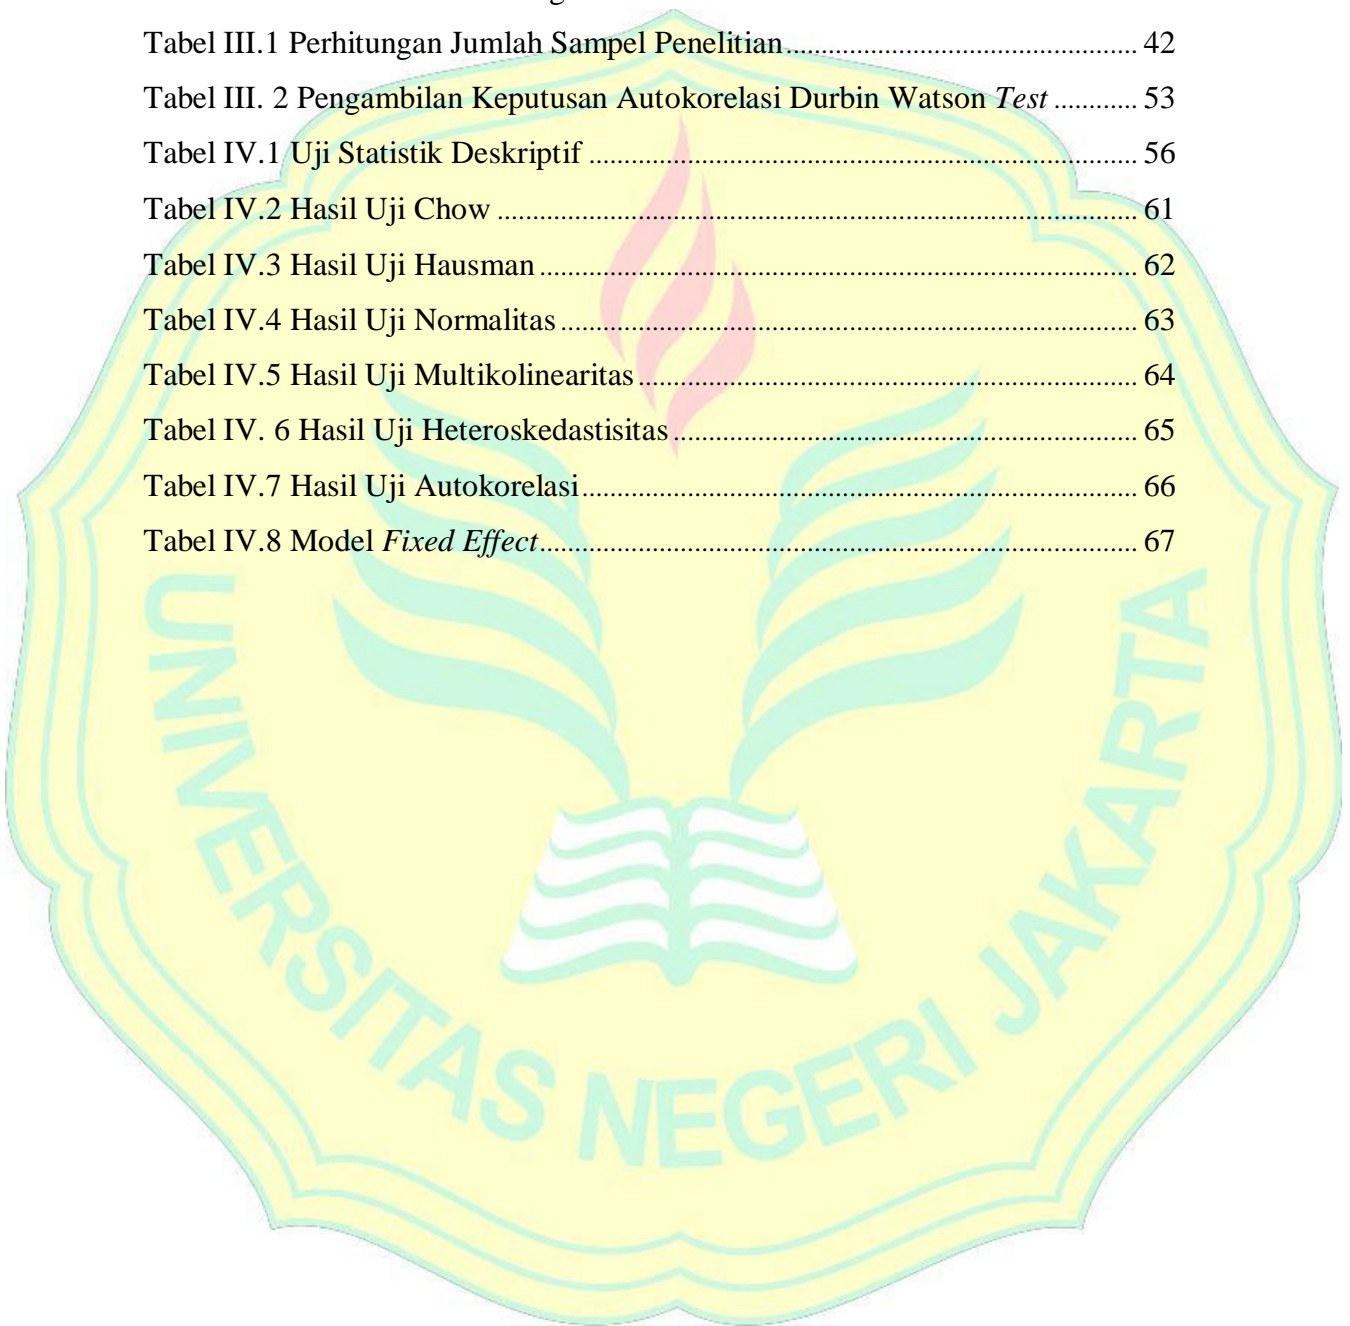 Tabel III.1 Perhitungan Jumlah Sampel Penelitian.................................................. 42
Tabel III. 2 Pengambilan Keputusan Autokorelasi Durbin Watson Test ............ 53
Tabel IV.1 Uji Statistik Deskriptif .............................................................................. 56
Tabel IV.2 Hasil Uji Chow ........................................................................................... 61
Tabel IV.3 Hasil Uji Hausman ..................................................................................... 62
Tabel IV.4 Hasil Uji Normalitas .................................................................................. 63
Tabel IV.5 Hasil Uji Multikolinearitas ....................................................................... 64
Tabel IV. 6 Hasil Uji Heteroskedastisitas .................................................................. 65
Tabel IV.7 Hasil Uji Autokorelasi ............................................................................... 66
Tabel IV.8 Model Fixed Effect ..................................................................................... 67
UNIVERSITAS NEGERI JAKARTA